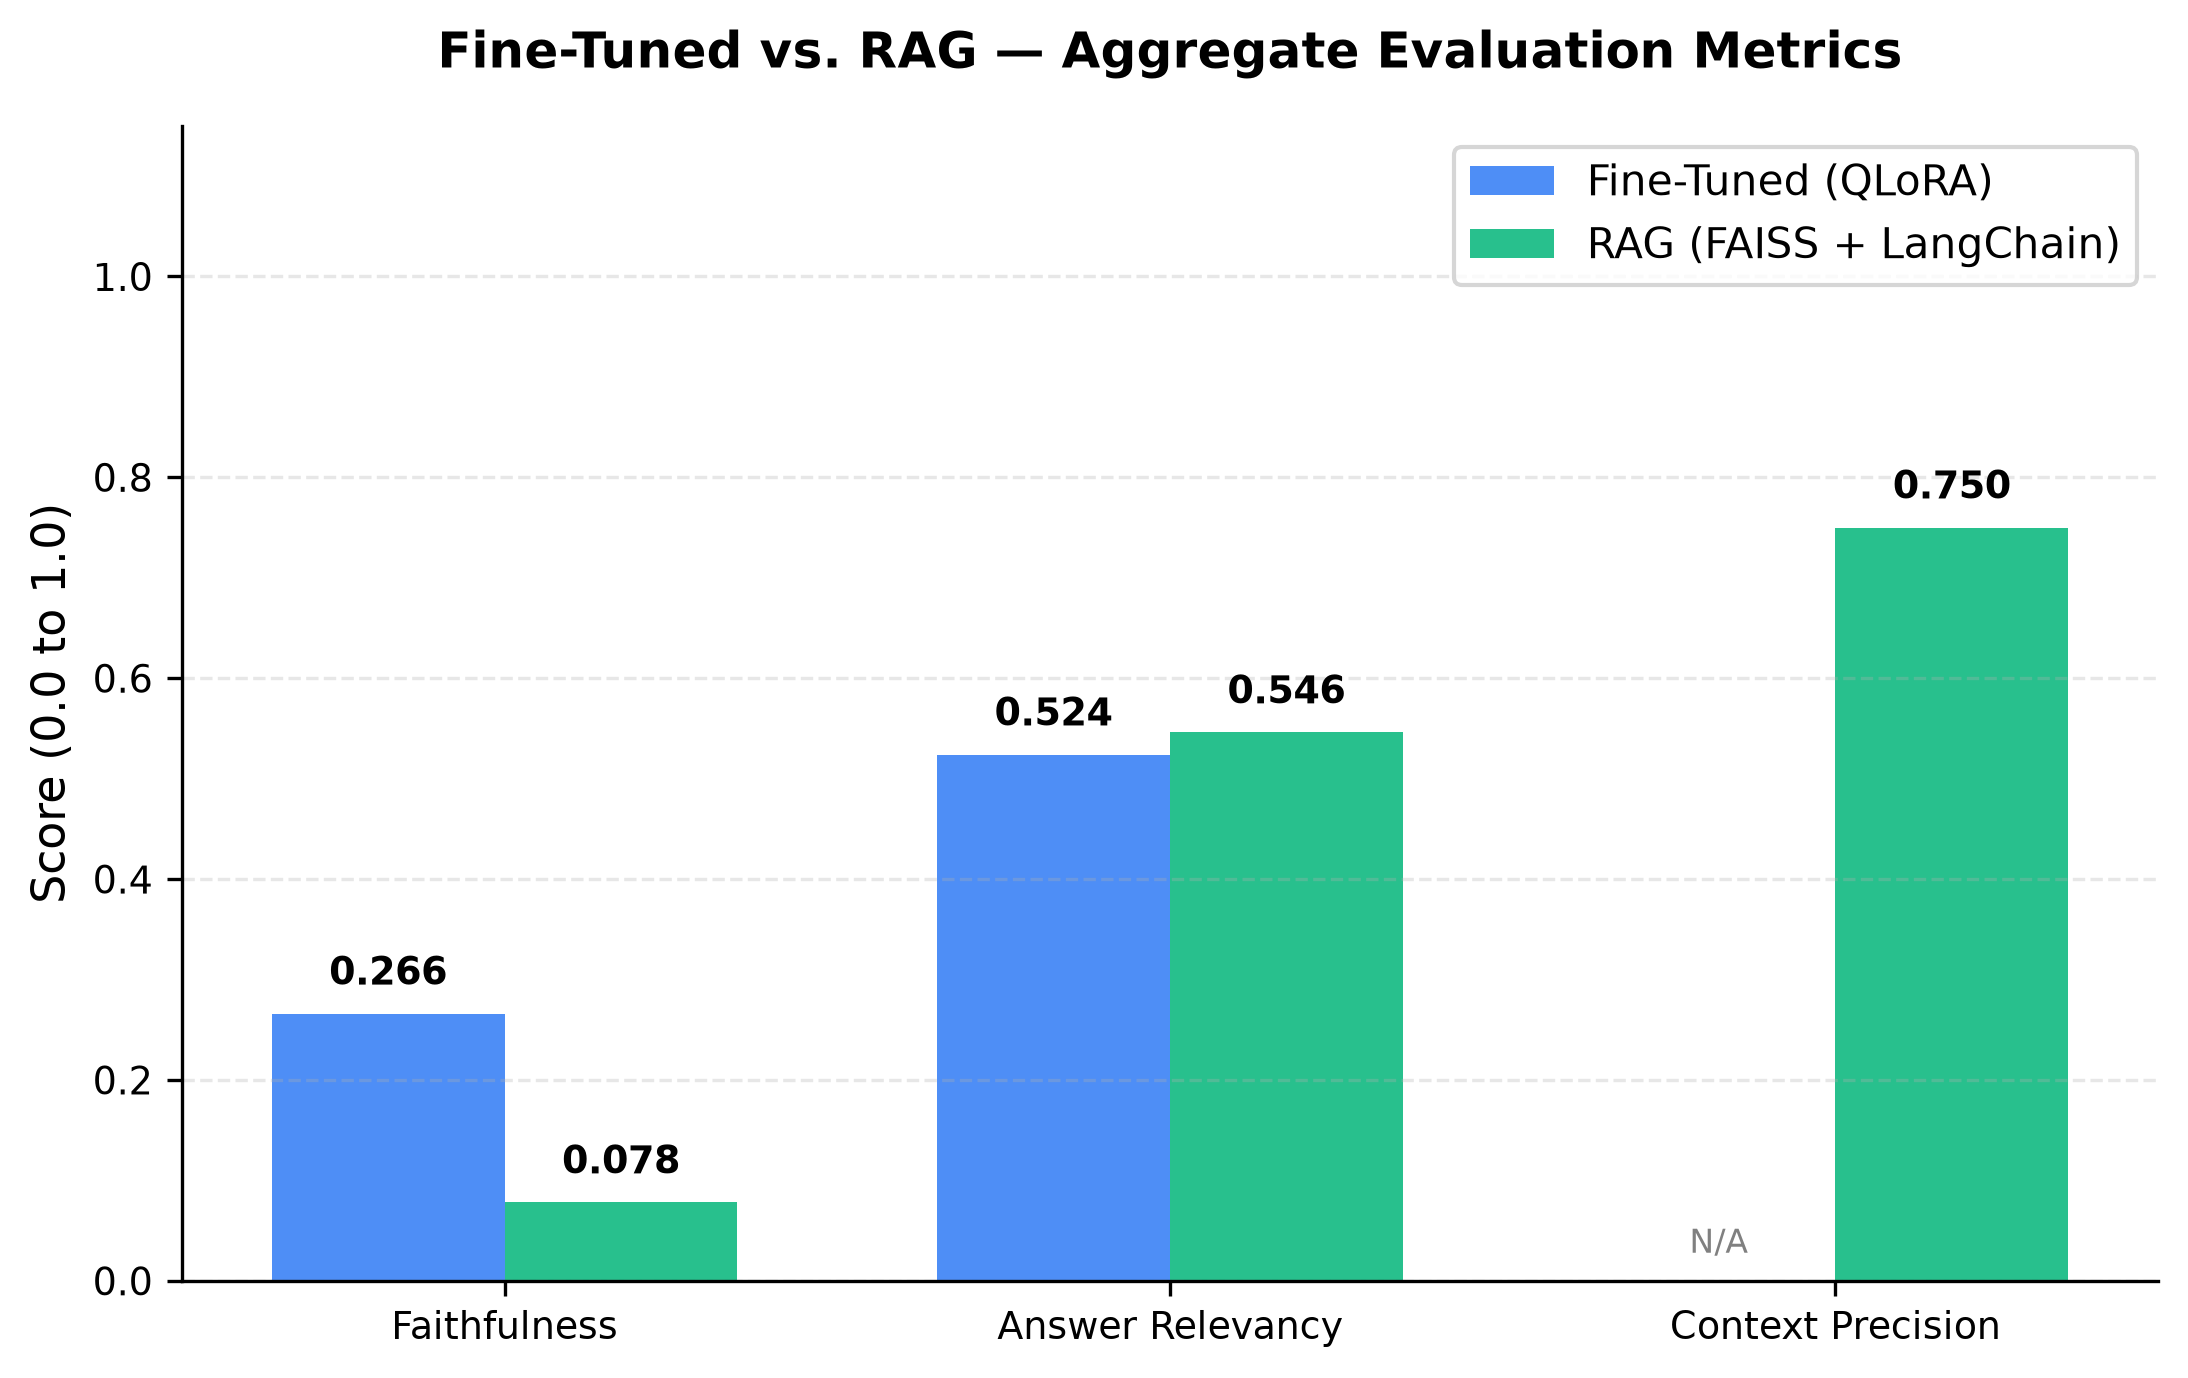 Fine-Tuned vs. RAG — Aggregate Evaluation Metrics
Fine-Tuned (QLoRA)
RAG (FAISS + LangChain)
Score (0.0 to 1.0)
1.0
0.8
0.6
0.4
0.2
0.0
0.266
0.078
0.524
0.546
N/A
0.750
Faithfulness
Answer Relevancy
Context Precision